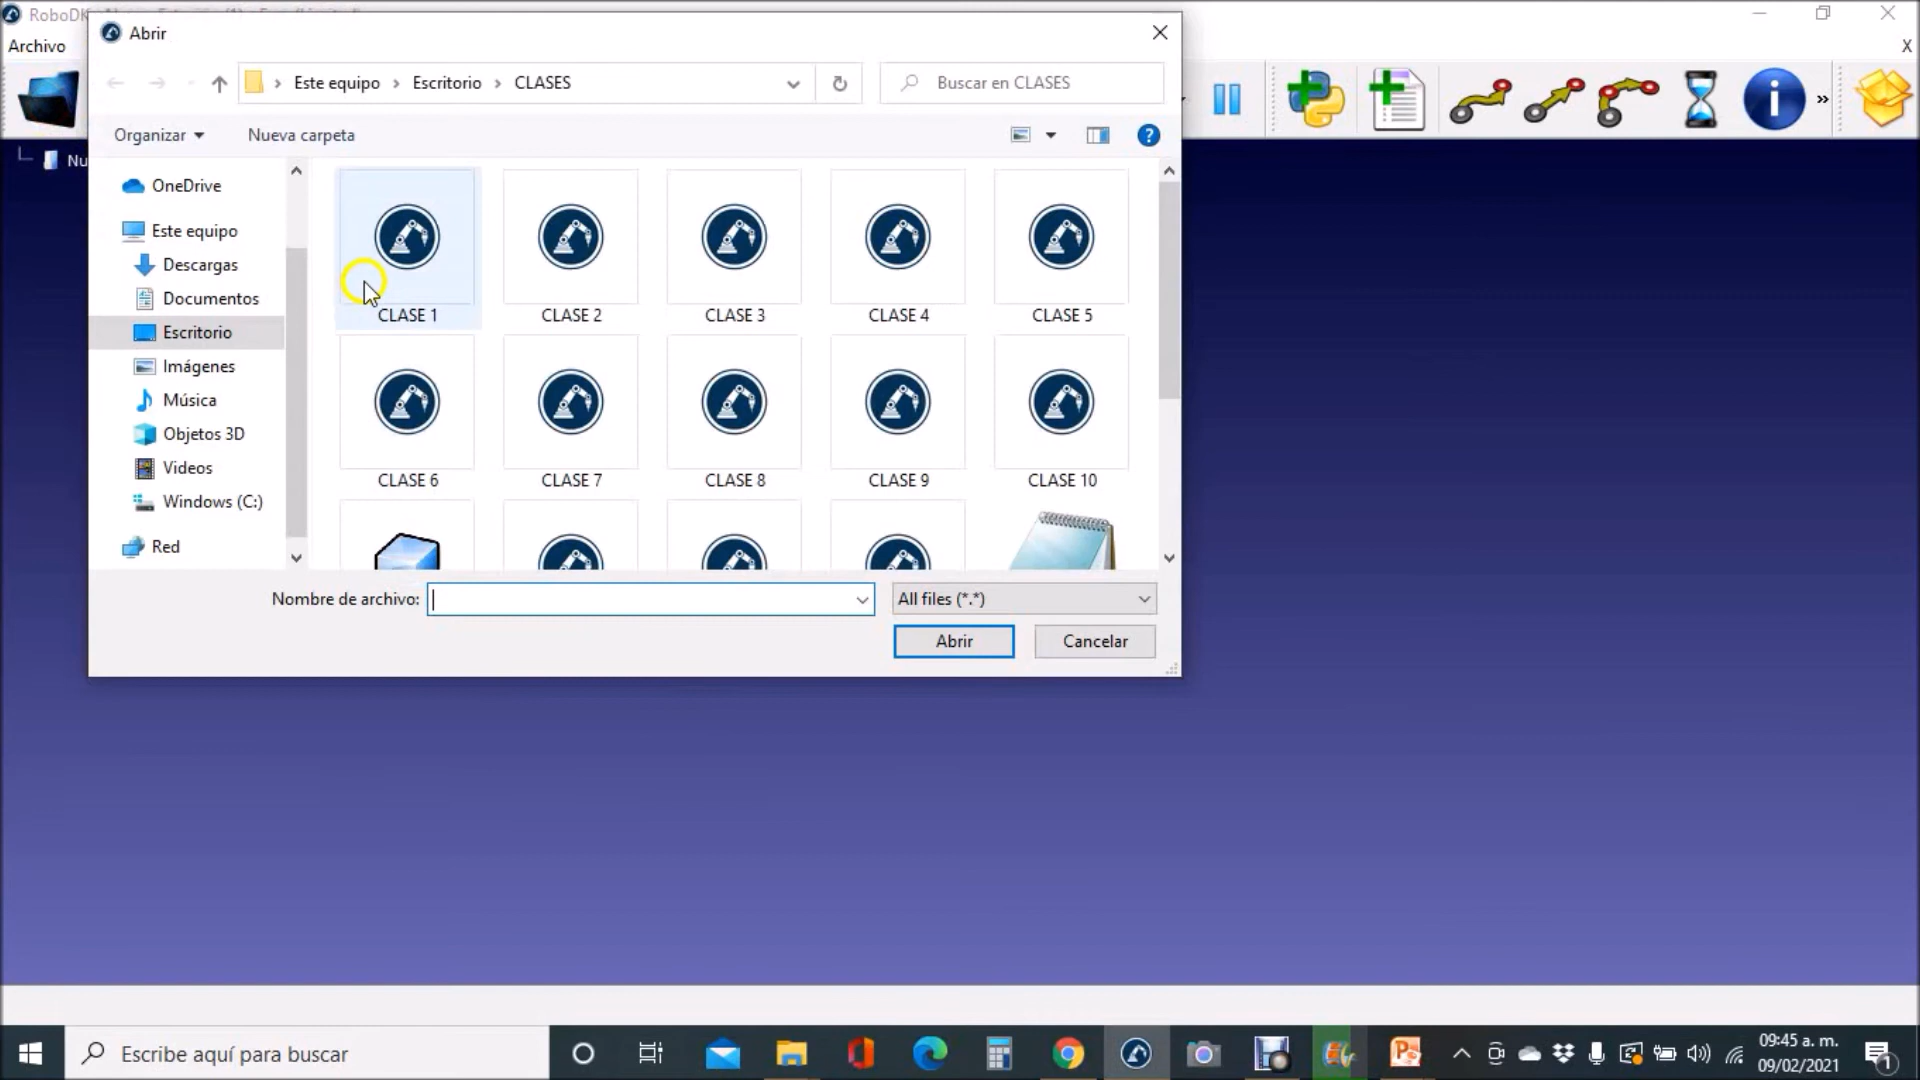 RoboDK
Abrir
Archivo
X
Este equipo
Escritorio
CLASES
Buscar en CLASES
Organizar
Nueva carpeta
OneDrive
Este equipo
Descargas
Documentos
Escritorio
Imágenes
Música
Objetos 3D
Videos
Windows (C:)
Red
CLASE 1
CLASE 2
CLASE 3
CLASE 4
CLASE 5
CLASE 6
CLASE 7
CLASE 8
CLASE 9
CLASE 10
Nombre de archivo:
All files (*.*)
Abrir
Cancelar
Escribe aquí para buscar
09:45 a. m.
09/02/2021
1